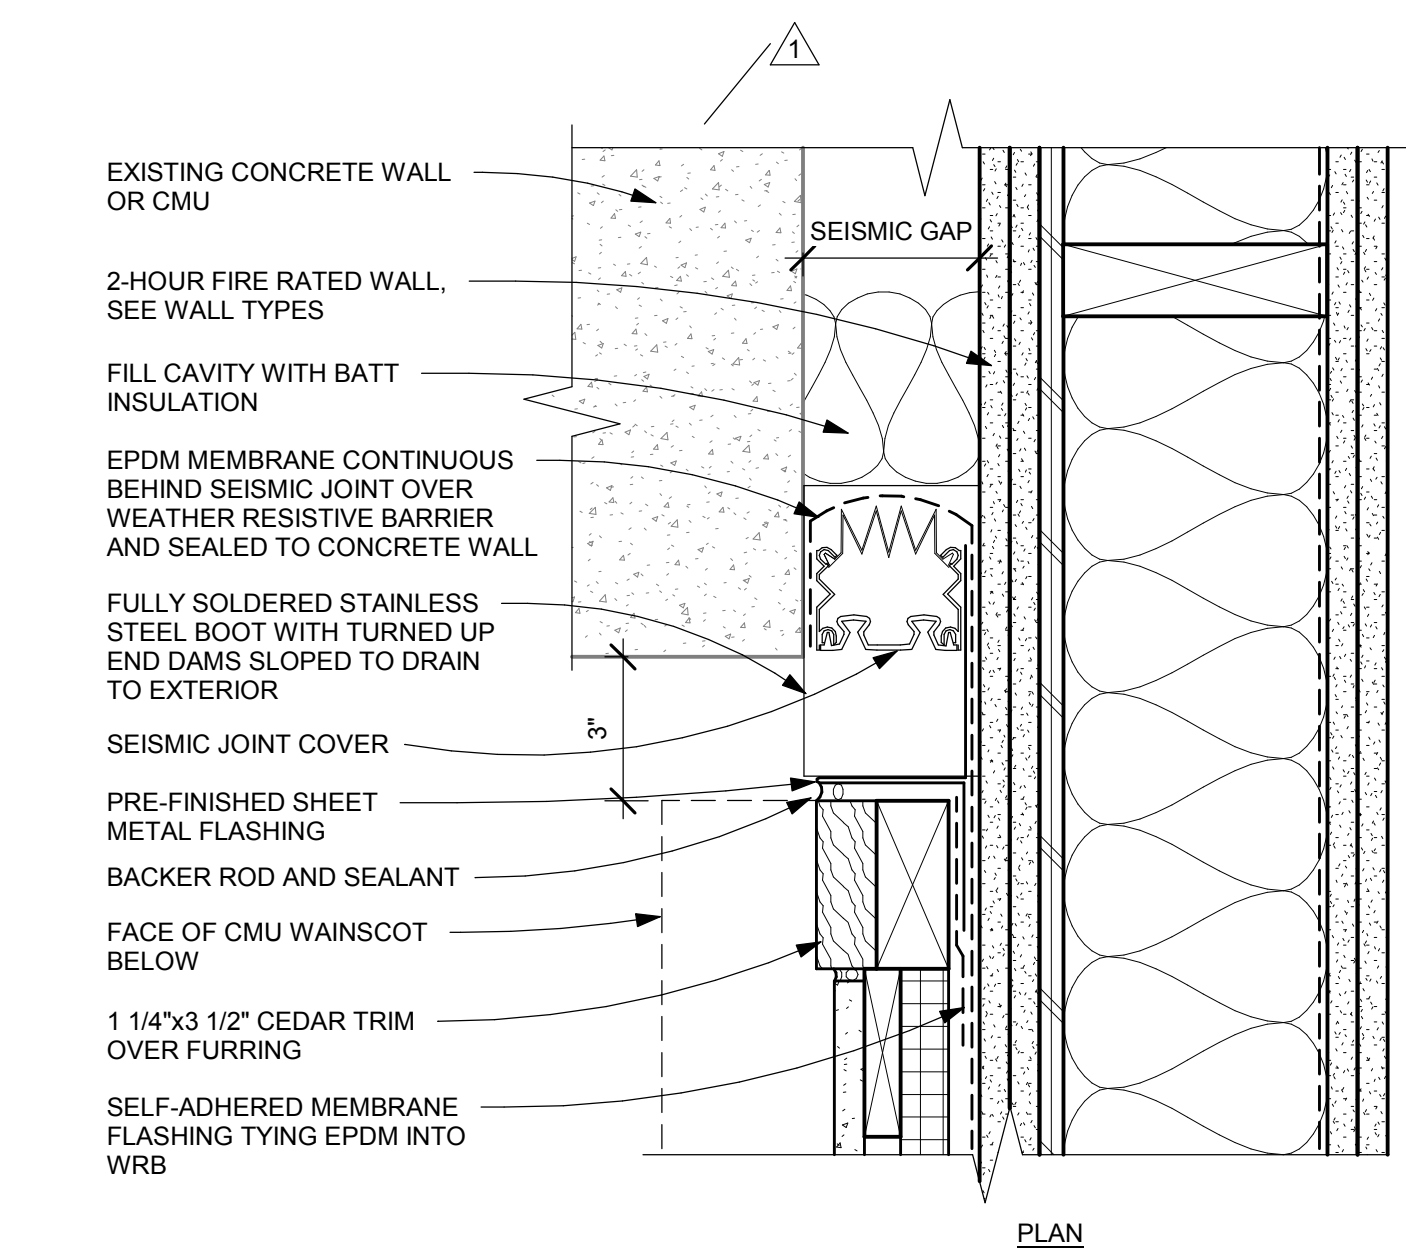 1
EXISTING CONCRETE WALL
OR CMU
SEISMIC GAP
2-HOUR FIRE RATED WALL,
SEE WALL TYPES
FILL CAVITY WITH BATT
INSULATION
EPDM MEMBRANE CONTINUOUS
BEHIND SEISMIC JOINT OVER
WEATHER RESISTIVE BARRIER
AND SEALED TO CONCRETE WALL
FULLY SOLDERED STAINLESS
STEEL BOOT WITH TURNED UP
END DAMS SLOPED TO DRAIN
TO EXTERIOR
3"
SEISMIC JOINT COVER
PRE-FINISHED SHEET
METAL FLASHING
BACKER ROD AND SEALANT
FACE OF CMU WAINSCOT
BELOW
1 1/4"x3 1/2" CEDAR TRIM
OVER FURRING
SELF-ADHERED MEMBRANE
FLASHING TYING EPDM INTO
WRB
PLAN